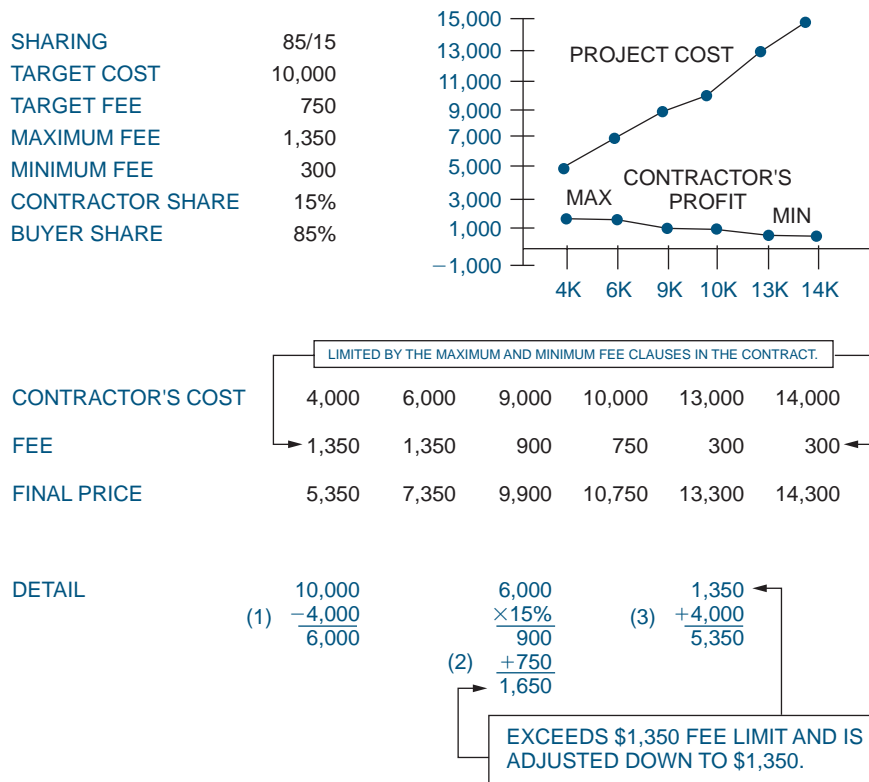 SHARING 85/15
TARGET COST 10,000
TARGET FEE 750
MAXIMUM FEE 1,350
MINIMUM FEE 300
CONTRACTOR SHARE 15%
BUYER SHARE 85%
15,000
13,000
11,000
9,000
7,000
5,000
3,000
1,000
−1,000
PROJECT COST
MAX
CONTRACTOR'S
PROFIT
MIN
4K 6K 9K 10K 13K 14K
LIMITED BY THE MAXIMUM AND MINIMUM FEE CLAUSES IN THE CONTRACT.
CONTRACTOR'S COST 4,000 6,000 9,000 10,000 13,000 14,000
FEE 1,350 1,350 900 750 300 300
FINAL PRICE 5,350 7,350 9,900 10,750 13,300 14,300
DETAIL
(1)
10,000
−4,000
6,000
(2)
6,000
×15%
900
+750
1,650
(3)
1,350
+4,000
5,350
EXCEEDS $1,350 FEE LIMIT AND IS
ADJUSTED DOWN TO $1,350.